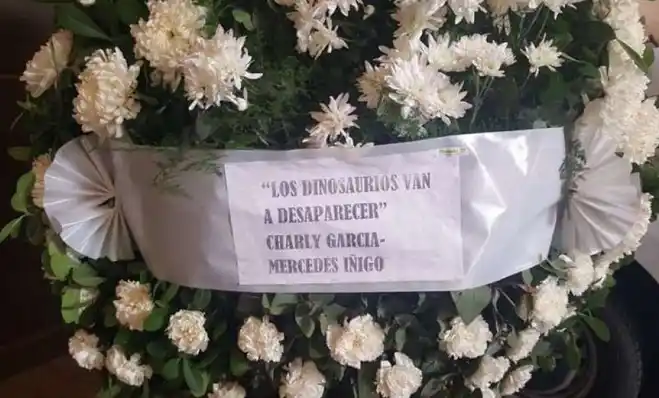 “LOS DINOSAURIOS VAN
A DESAPARECER”
CHARLY GARCIA-
MERCEDES IÑIGO